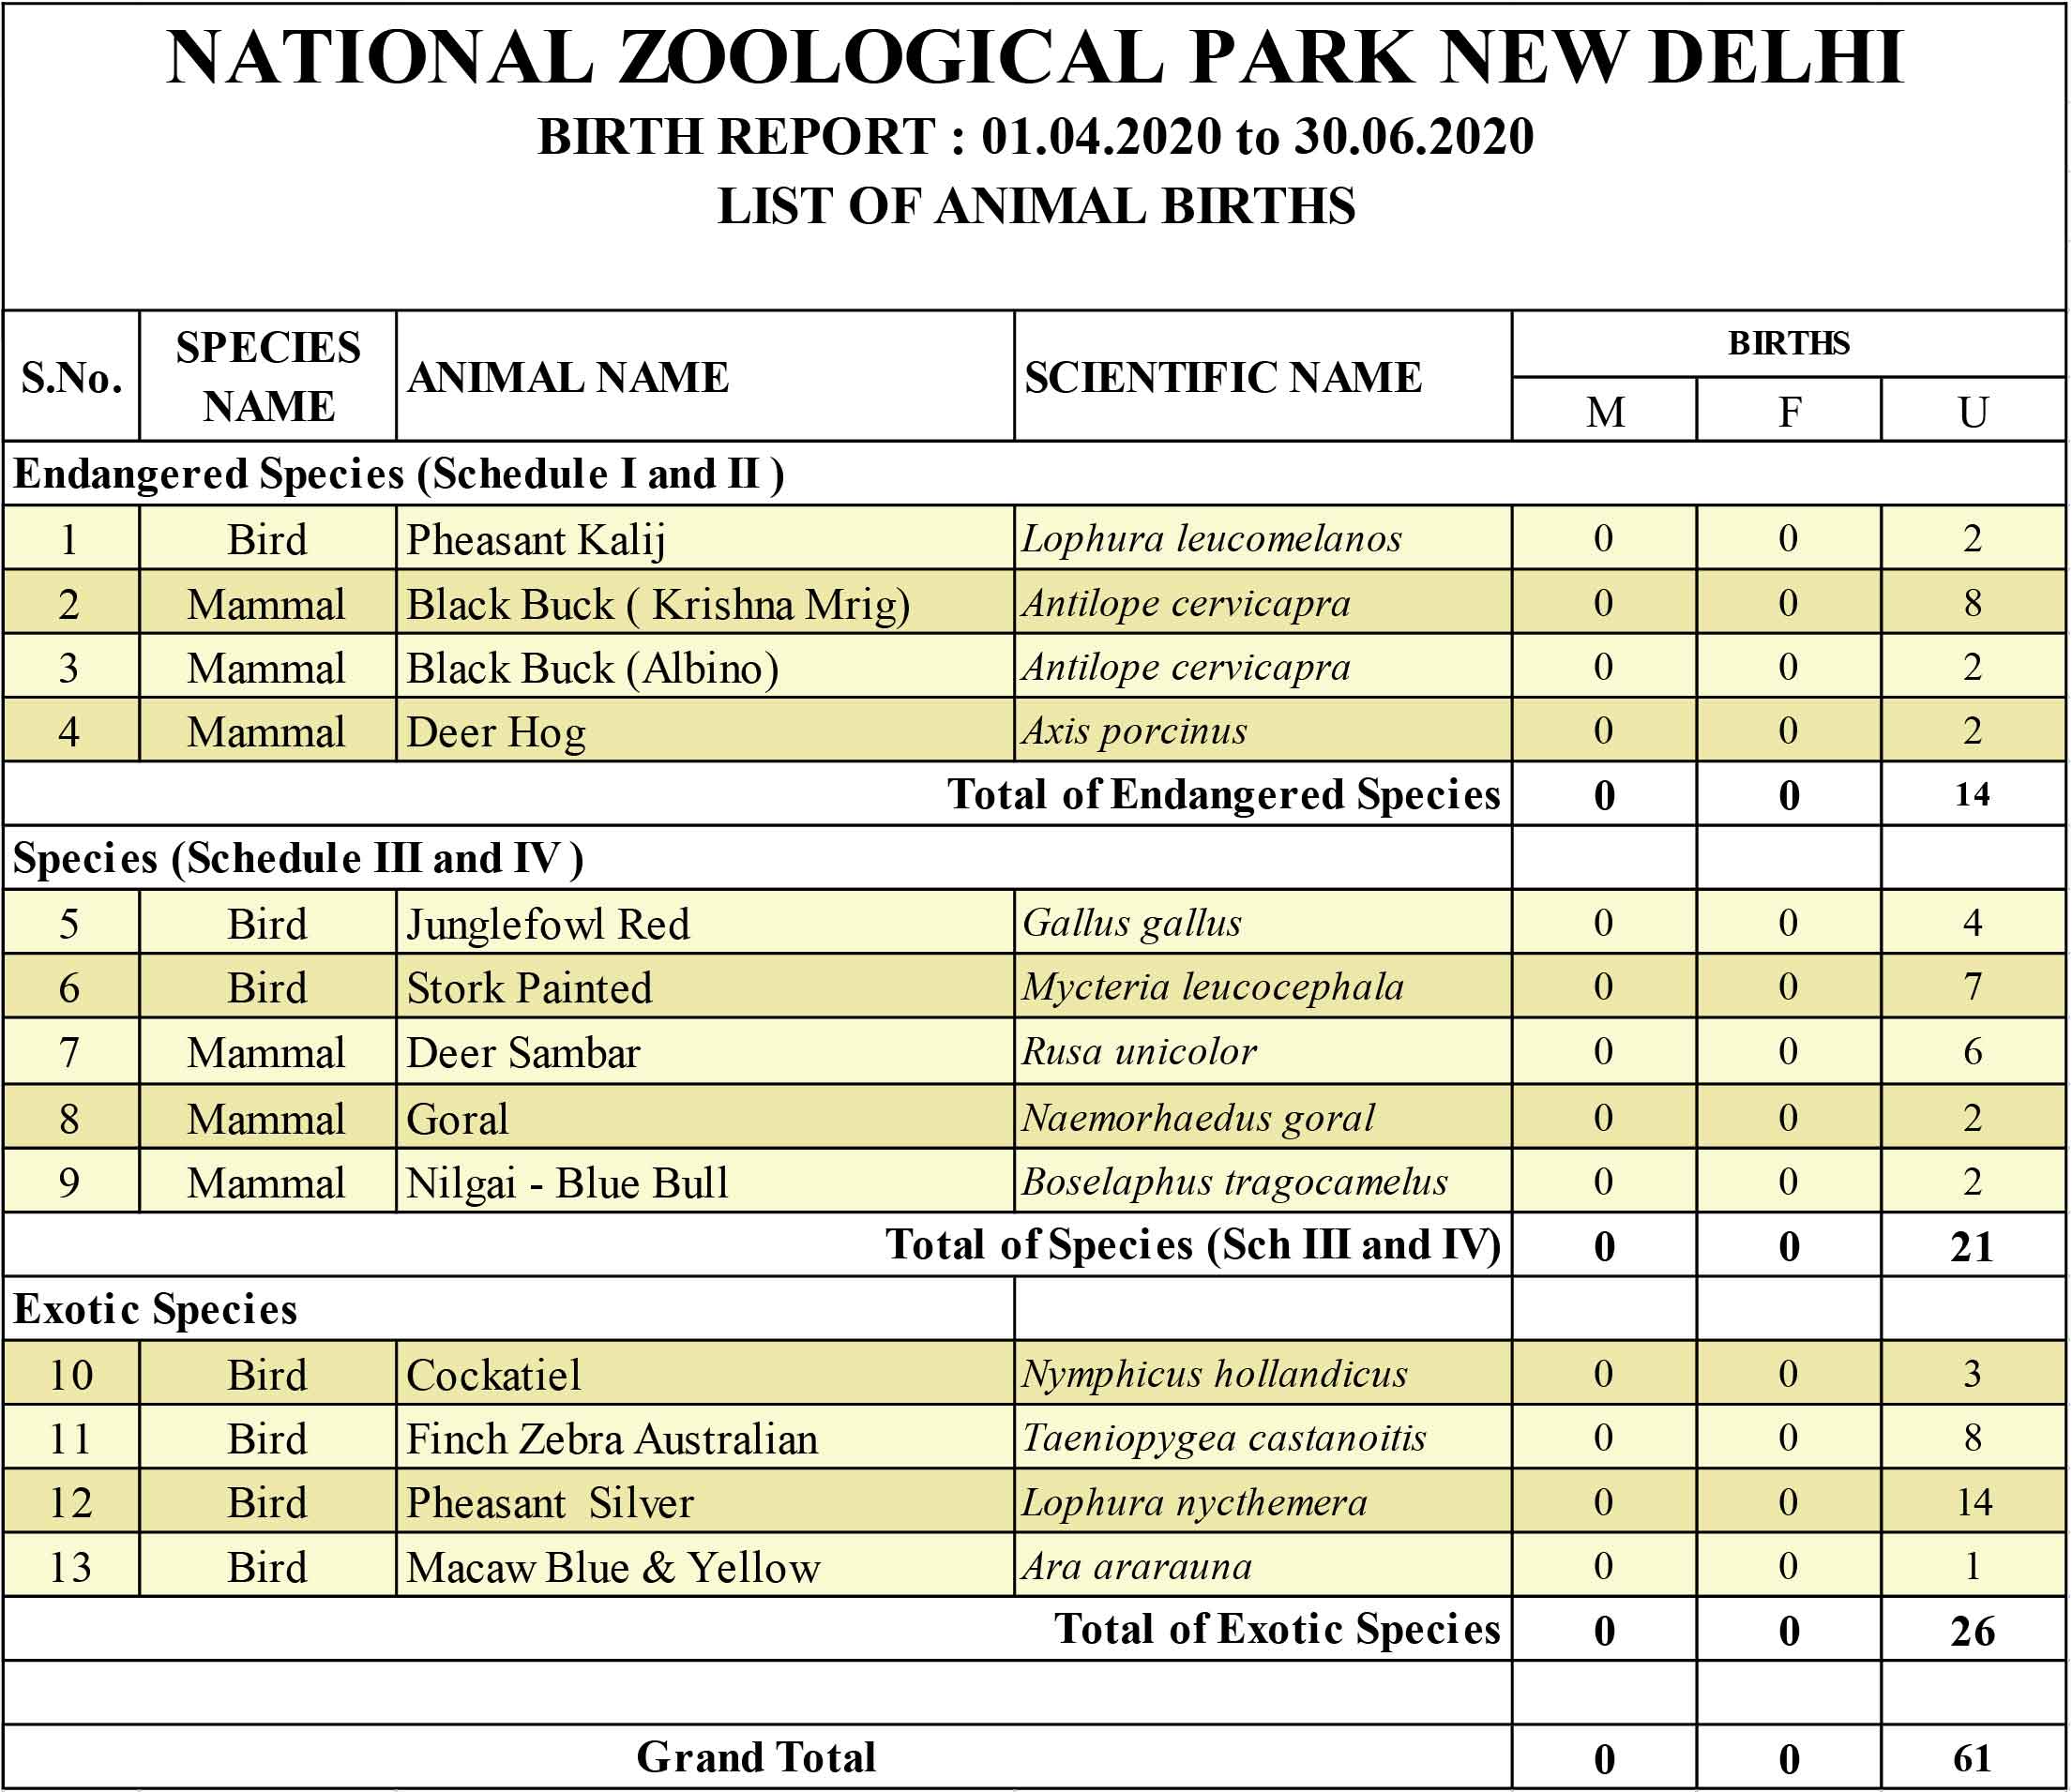 NATIONAL ZOOLOGICAL PARK NEW DELHI
BIRTH REPORT : 01.04.2020 to 30.06.2020
LIST OF ANIMAL BIRTHS
S.No. SPECIES NAME ANIMAL NAME SCIENTIFIC NAME BIRTHS
M F U
Endangered Species (Schedule I and II )
1 Bird Pheasant Kalij Lophura leucomelanos 0 0 2
2 Mammal Black Buck ( Krishna Mrig) Antilope cervicapra 0 0 8
3 Mammal Black Buck (Albino) Antilope cervicapra 0 0 2
4 Mammal Deer Hog Axis porcinus 0 0 2
Total of Endangered Species 0 0 14
Species (Schedule III and IV )
5 Bird Junglefowl Red Gallus gallus 0 0 4
6 Bird Stork Painted Mycteria leucocephala 0 0 7
7 Mammal Deer Sambar Rusa unicolor 0 0 6
8 Mammal Goral Naemorhaedus goral 0 0 2
9 Mammal Nilgai - Blue Bull Boselaphus tragocamelus 0 0 2
Total of Species (Sch III and IV) 0 0 21
Exotic Species
10 Bird Cockatiel Nymphicus hollandicus 0 0 3
11 Bird Finch Zebra Australian Taeniopygea castanoitis 0 0 8
12 Bird Pheasant Silver Lophura nycthemera 0 0 14
13 Bird Macaw Blue & Yellow Ara ararauna 0 0 1
Total of Exotic Species 0 0 26
Grand Total 0 0 61